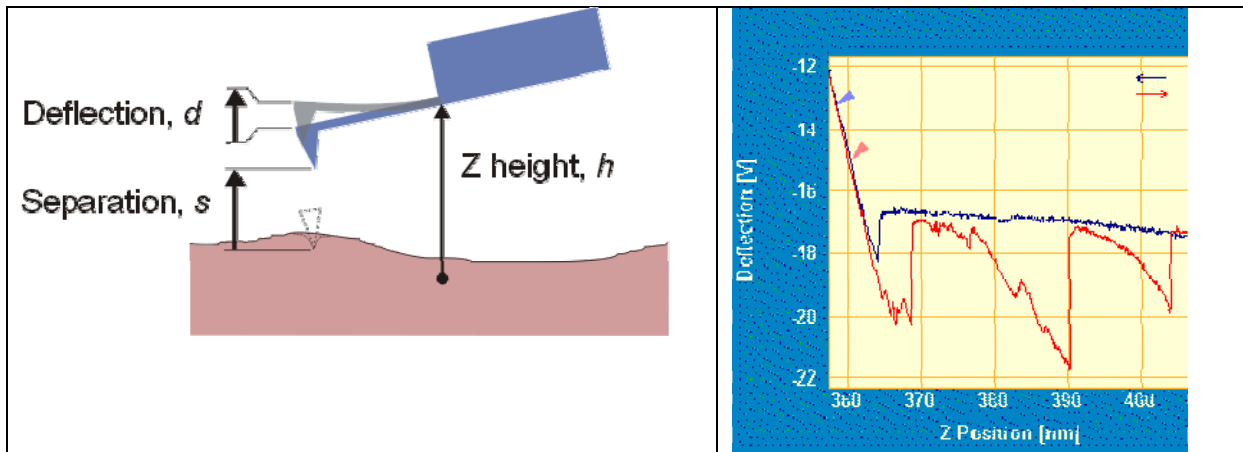 Deflection, d
Separation, s
Z height, h
-12
14
-16
-18
-20
-22
360
370
380
390
400
Deflection [V]
Z Position [nm]